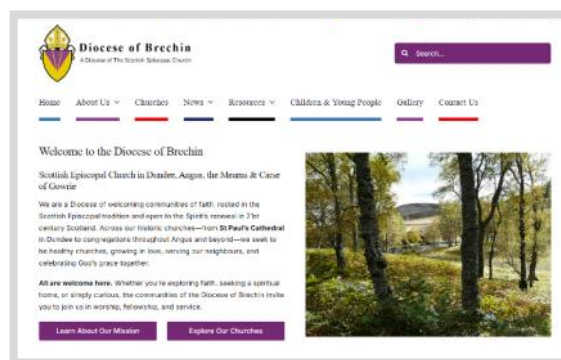 Diocese of Brechin
A Diocese of The Scottish Episcopal Church
Search...
Home About Us Churches News Resources Children & Young People Gallery Contact Us
Welcome to the Diocese of Brechin
Scottish Episcopal Church in Dundee, Angus, the Mearns & Carse
of Gowrie
We are a Diocese of welcoming communities of faith, rooted in the
Scottish Episcopal tradition and open to the Spirit's renewal in 21st
century Scotland. Across our historic churches—from St Paul's Cathedral
in Dundee to congregations throughout Angus and beyond—we seek to
be healthy churches, growing in love, serving our neighbours, and
celebrating God's grace together.
All are welcome here. Whether you're exploring faith, seeking a spiritual
home, or simply curious, the communities of the Diocese of Brechin invite
you to join us in worship, fellowship, and service.
Learn About Our Mission Explore Our Churches